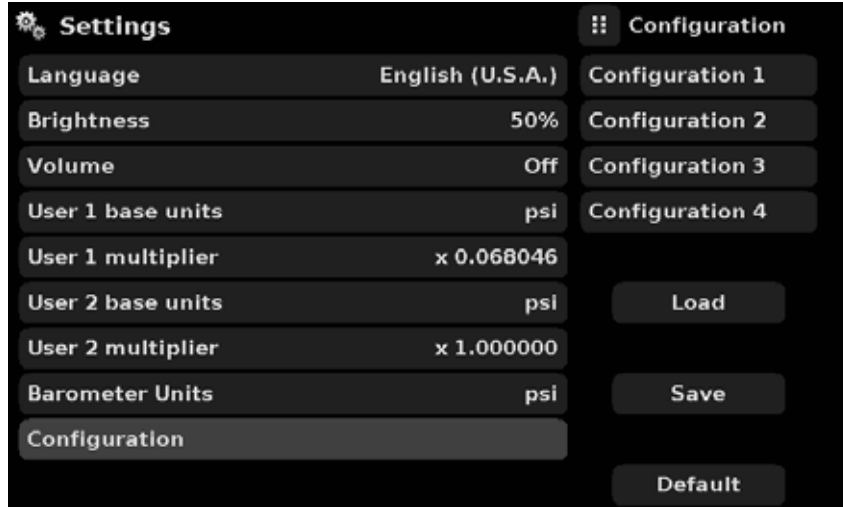 Settings
Language English (U.S.A.)
Brightness 50%
Volume Off
User 1 base units psi
User 1 multiplier x 0.068046
User 2 base units psi
User 2 multiplier x 1.000000
Barometer Units psi
Configuration
Configuration
Configuration 1
Configuration 2
Configuration 3
Configuration 4
Load
Save
Default